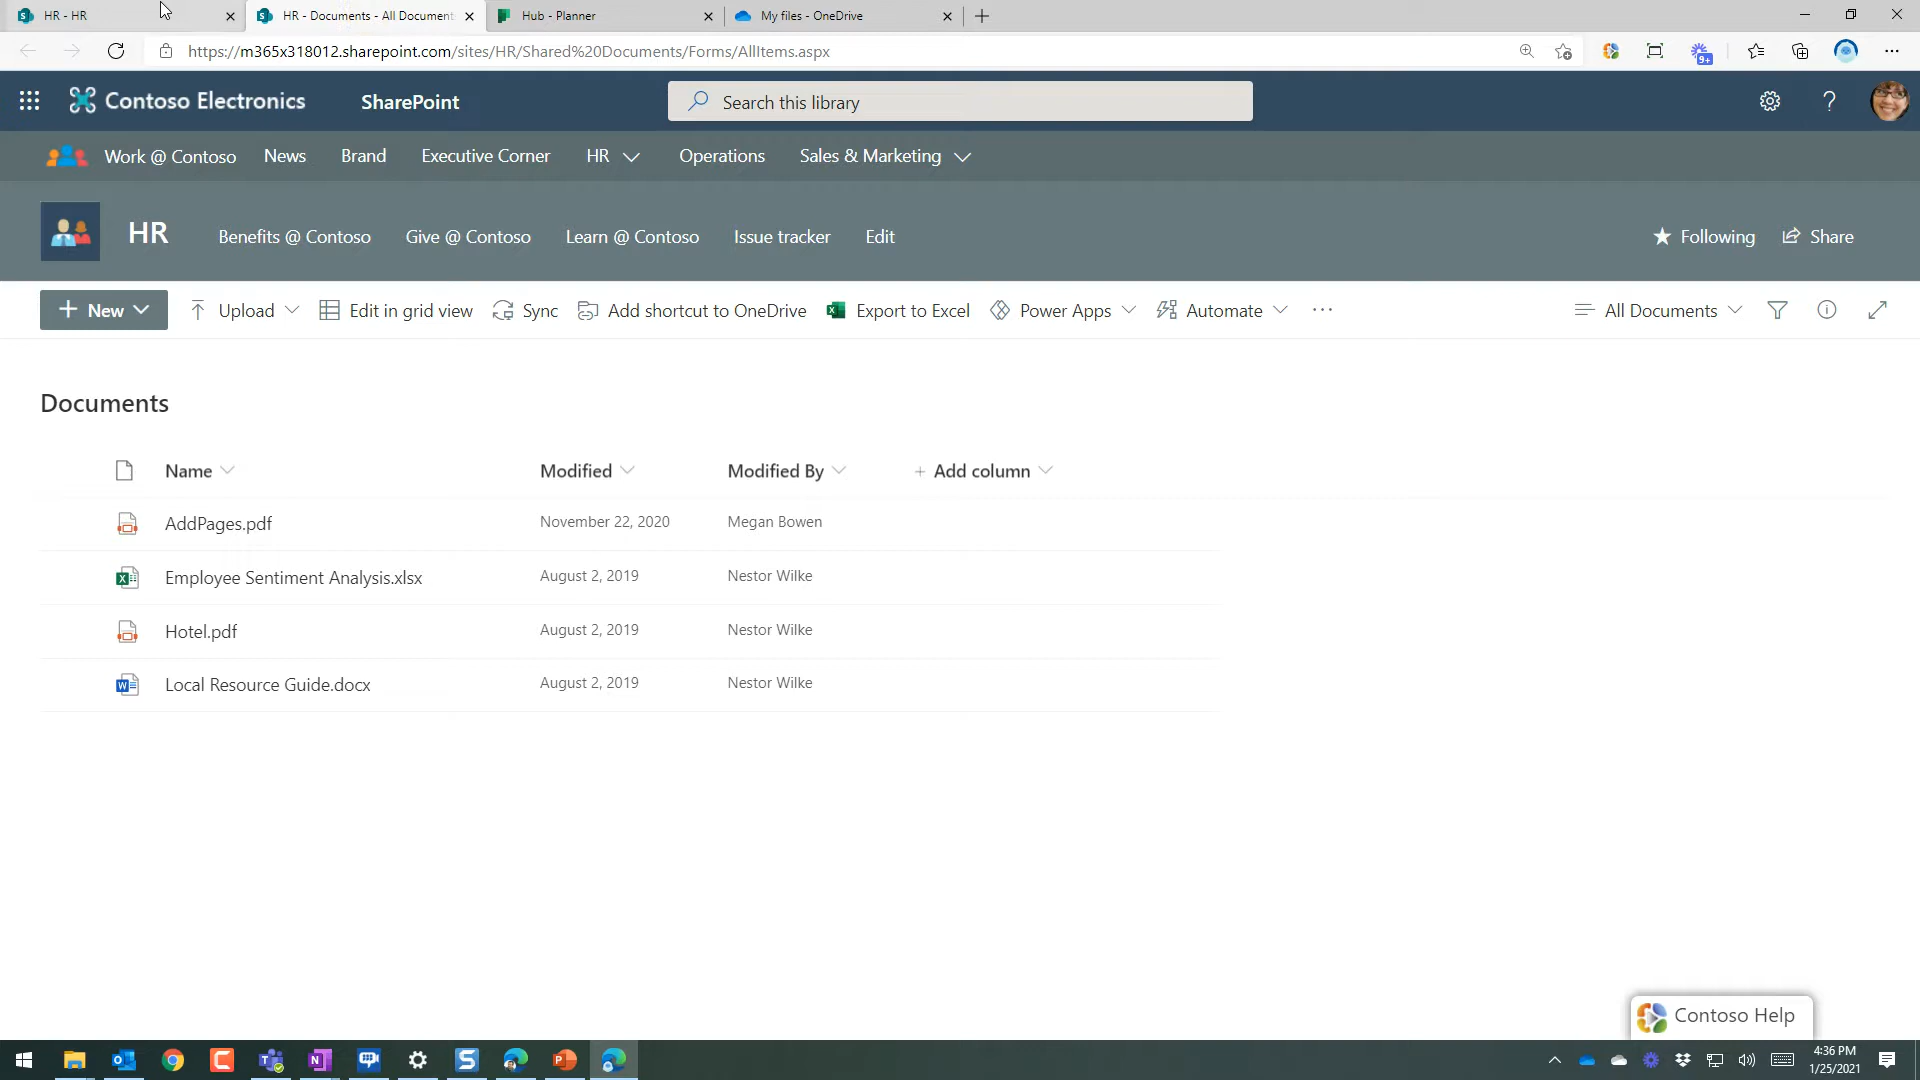 HR - HR
HR - Documents - All Document
Hub - Planner
My files - OneDrive
https://m365x318012.sharepoint.com/sites/HR/Shared%20Documents/Forms/AllItems.aspx
9+
Contoso Electronics
SharePoint
Search this library
?
Work @ Contoso
News
Brand
Executive Corner
HR
Operations
Sales & Marketing
HR
Benefits @ Contoso
Give @ Contoso
Learn @ Contoso
Issue tracker
Edit
Following
Share
New
Upload
Edit in grid view
Sync
Add shortcut to OneDrive
Export to Excel
Power Apps
Automate
All Documents
Documents
Name
Modified
Modified By
+ Add column
AddPages.pdf
November 22, 2020
Megan Bowen
Employee Sentiment Analysis.xlsx
August 2, 2019
Nestor Wilke
Hotel.pdf
August 2, 2019
Nestor Wilke
Local Resource Guide.docx
August 2, 2019
Nestor Wilke
Contoso Help
4:36 PM
1/25/2021